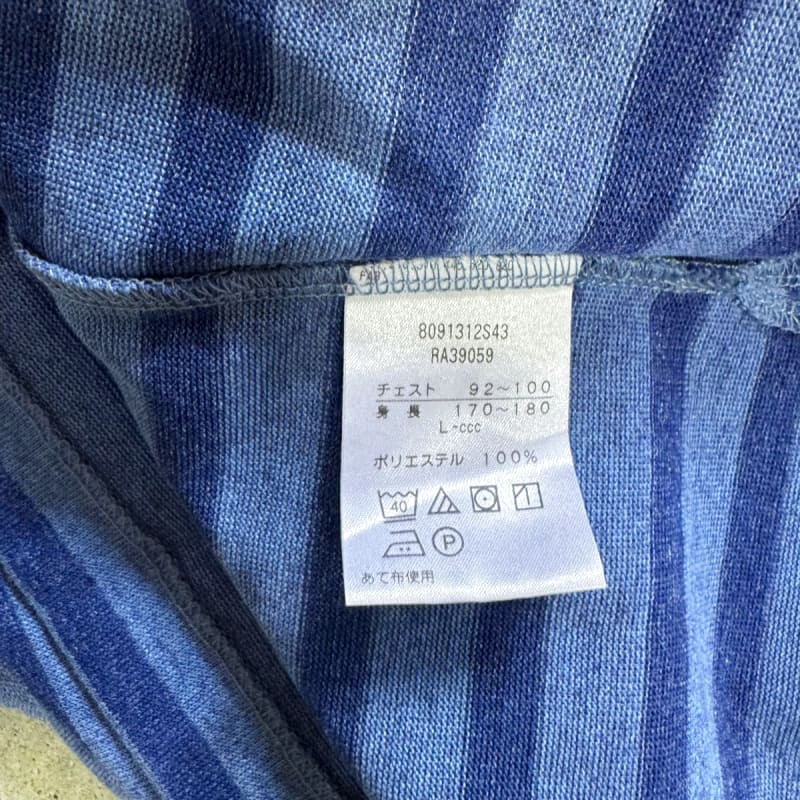 8091312S43
RA39059
チェスト 92～100
身長 170～180
L-ccc
ポリエステル 100%
40
P
あて布使用